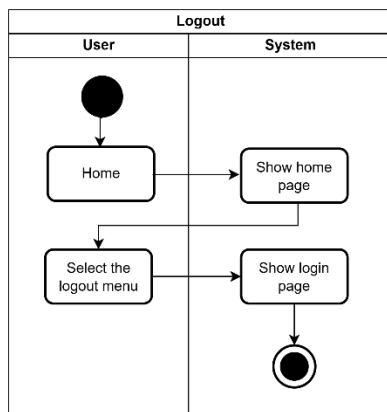 Logout
User
System
Home
Show home
page
Select the
logout menu
Show login
page